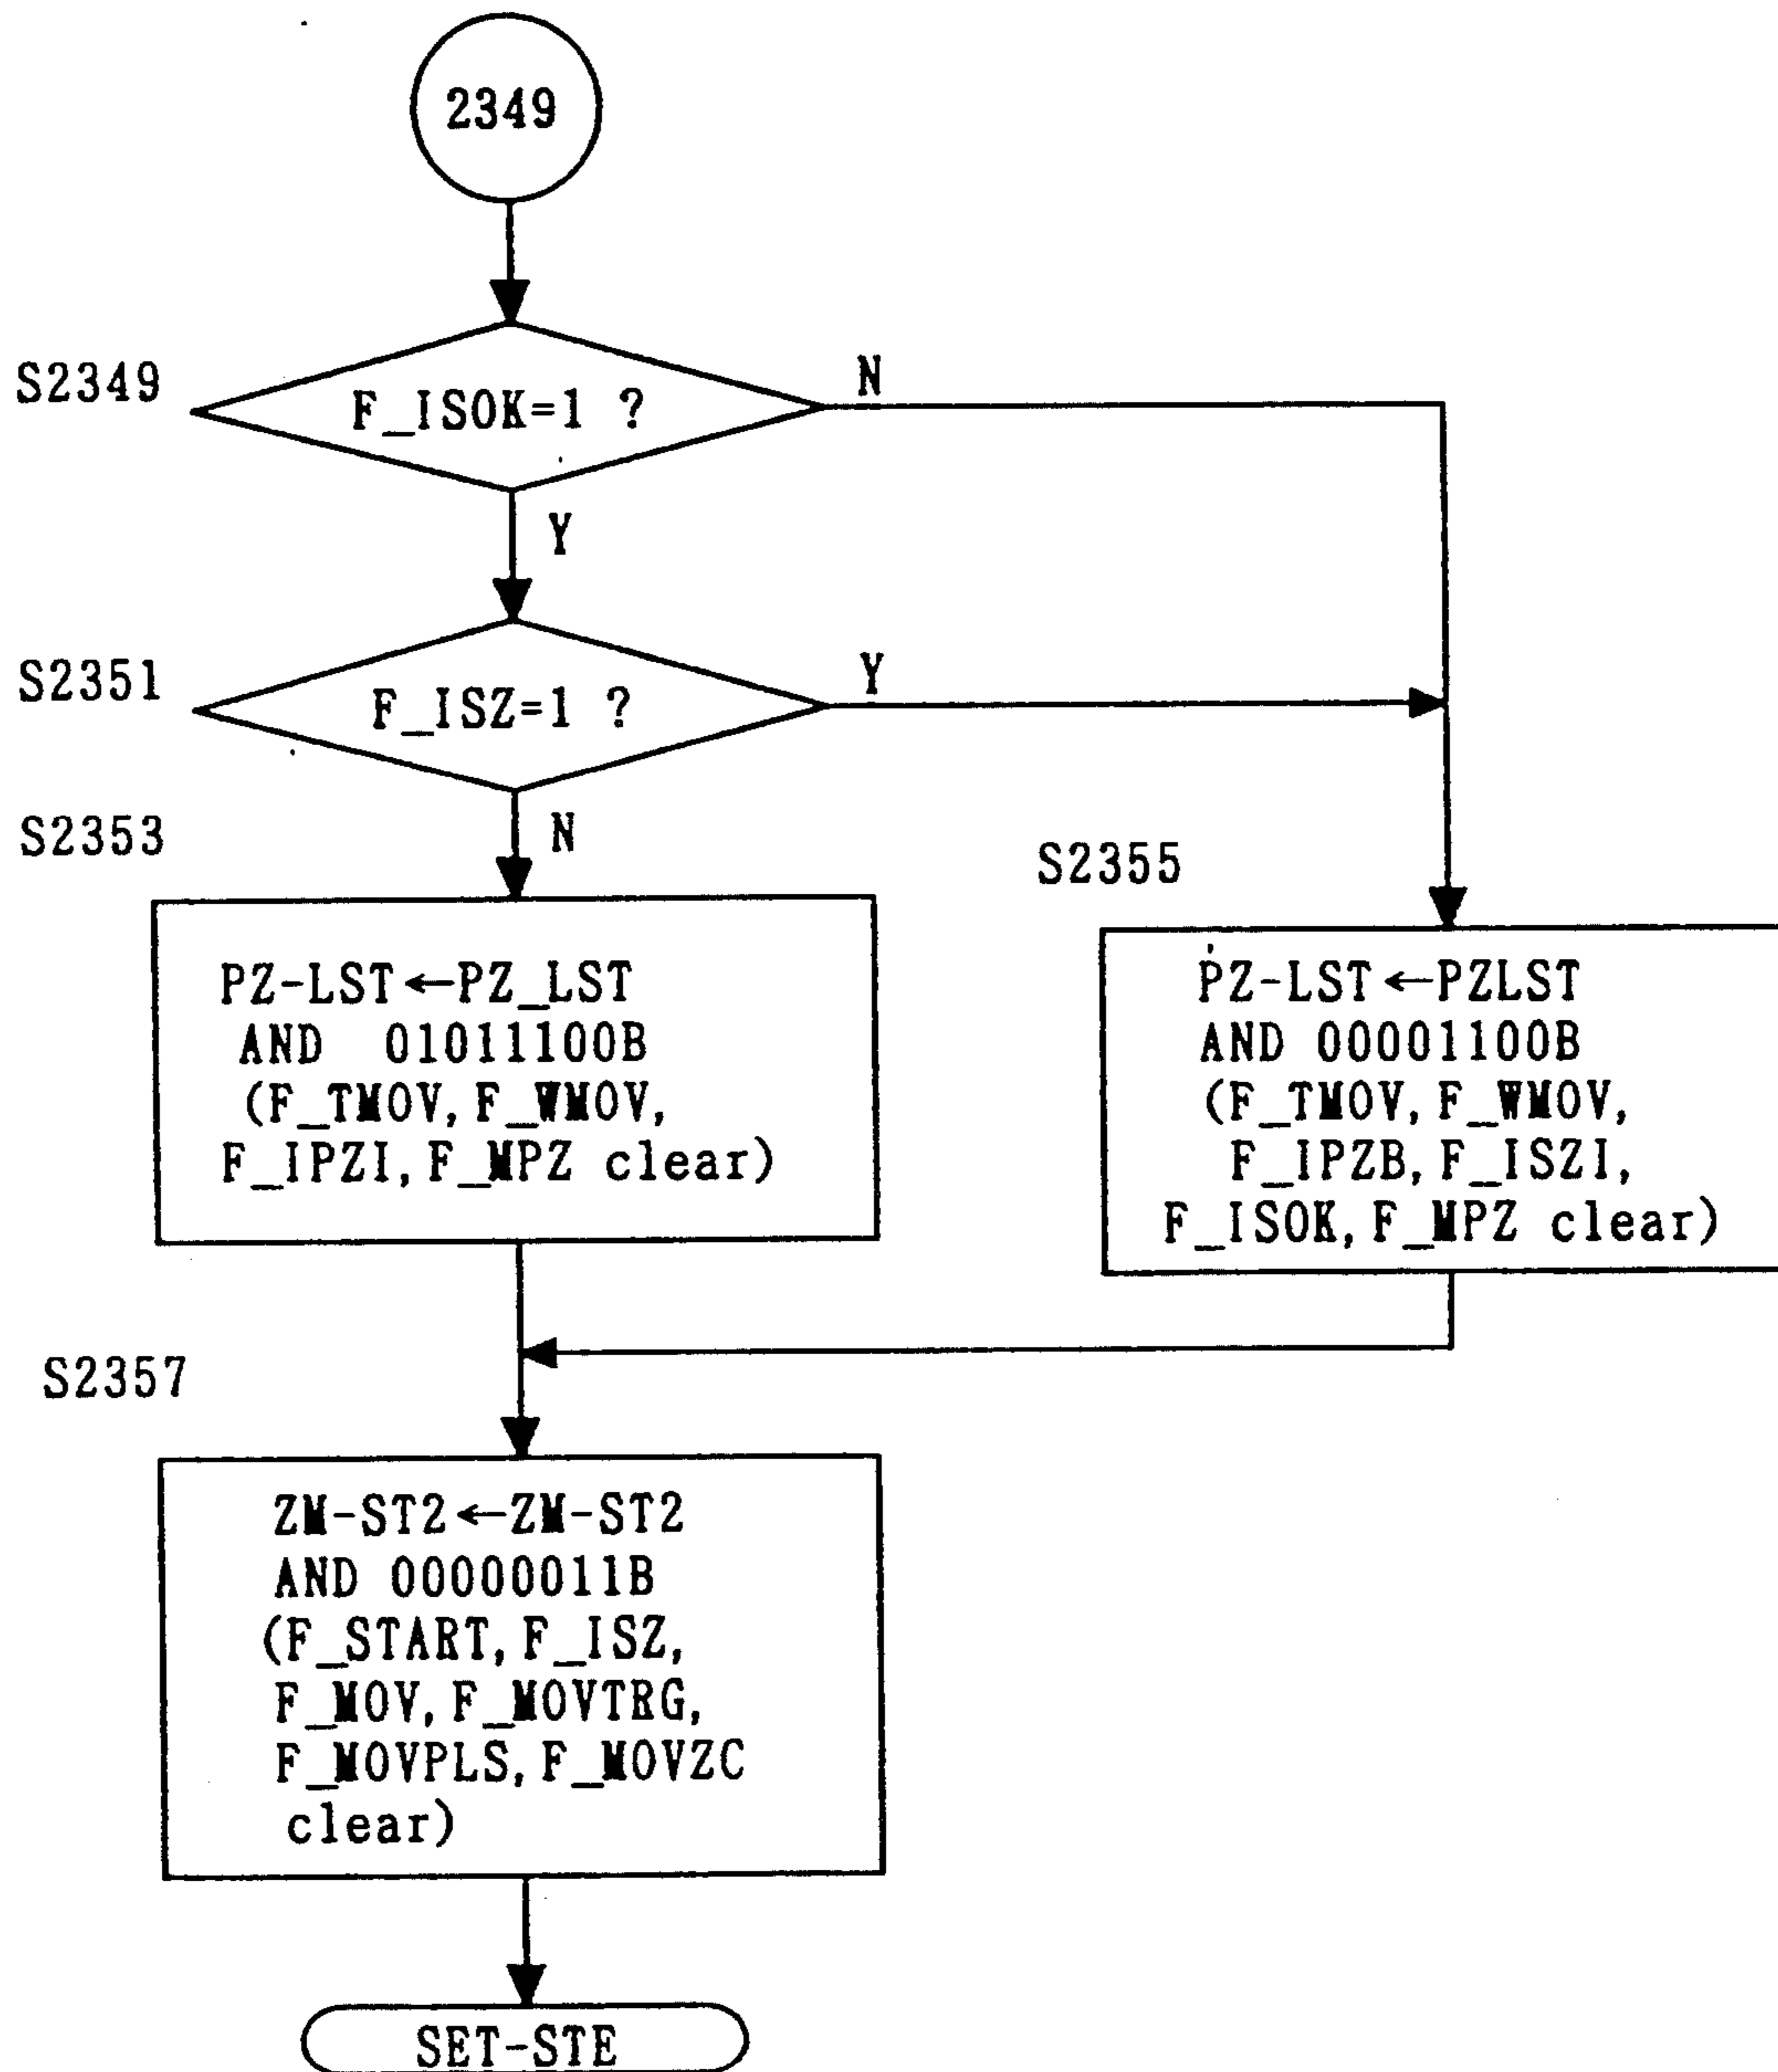 2349
S2349
F_ISOK=1 ?
N
Y
S2351
F_ISZ=1 ?
Y
S2353
N
PZ-LST←PZ_LST
AND 01011100B
(F_TMOV, F_WMOV,
F_IPZI, F_MPZ clear)
S2355
PZ-LST←PZLST
AND 00001100B
(F_TMOV, F_WMOV,
F_IPZB, F_ISZI,
F_ISOK, F_MPZ clear)
S2357
ZM-ST2←ZM-ST2
AND 00000011B
(F_START, F_ISZ,
F_MOV, F_MOVTRG,
F_MOVPLS, F_MOVZC
clear)
SET-STE